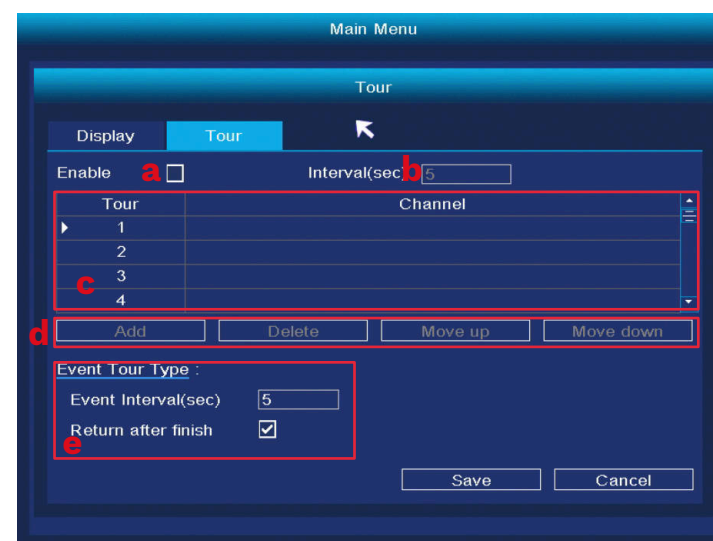 Main Menu
Tour
Display Tour
Enable a Interval(sec) b 5
Tour Channel
1
2
3
c
4
d Add Delete Move up Move down
Event Tour Type :
Event Interval(sec) 5
Return after finish
e
Save Cancel